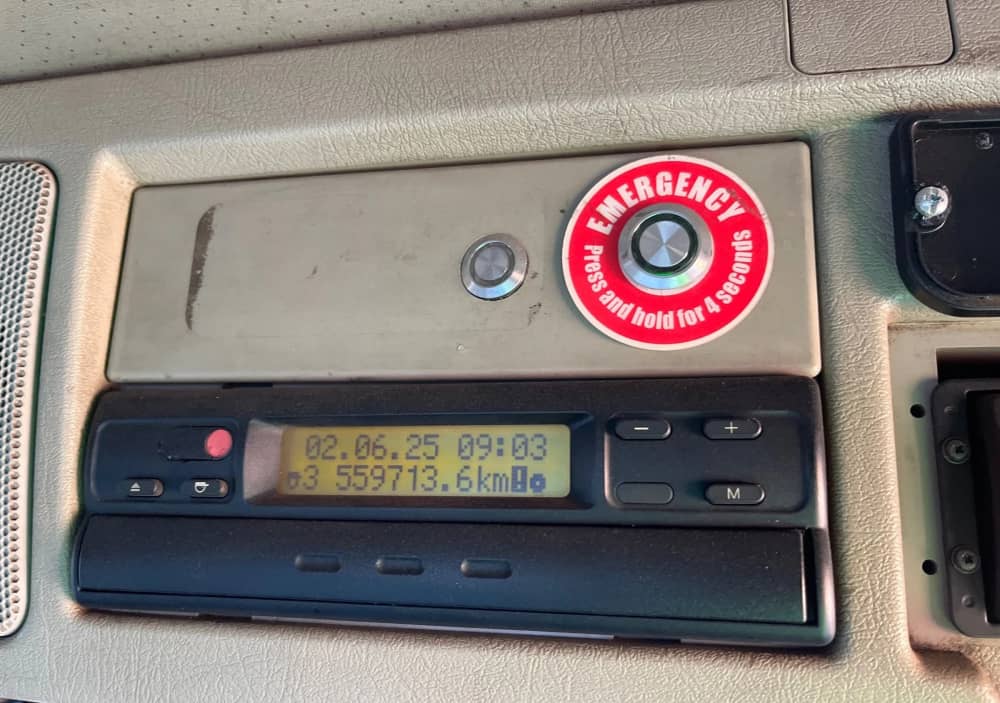 EMERGENCY
Press and hold for 4 seconds
02.06.25 09:03
3 559713.6km
− +
M